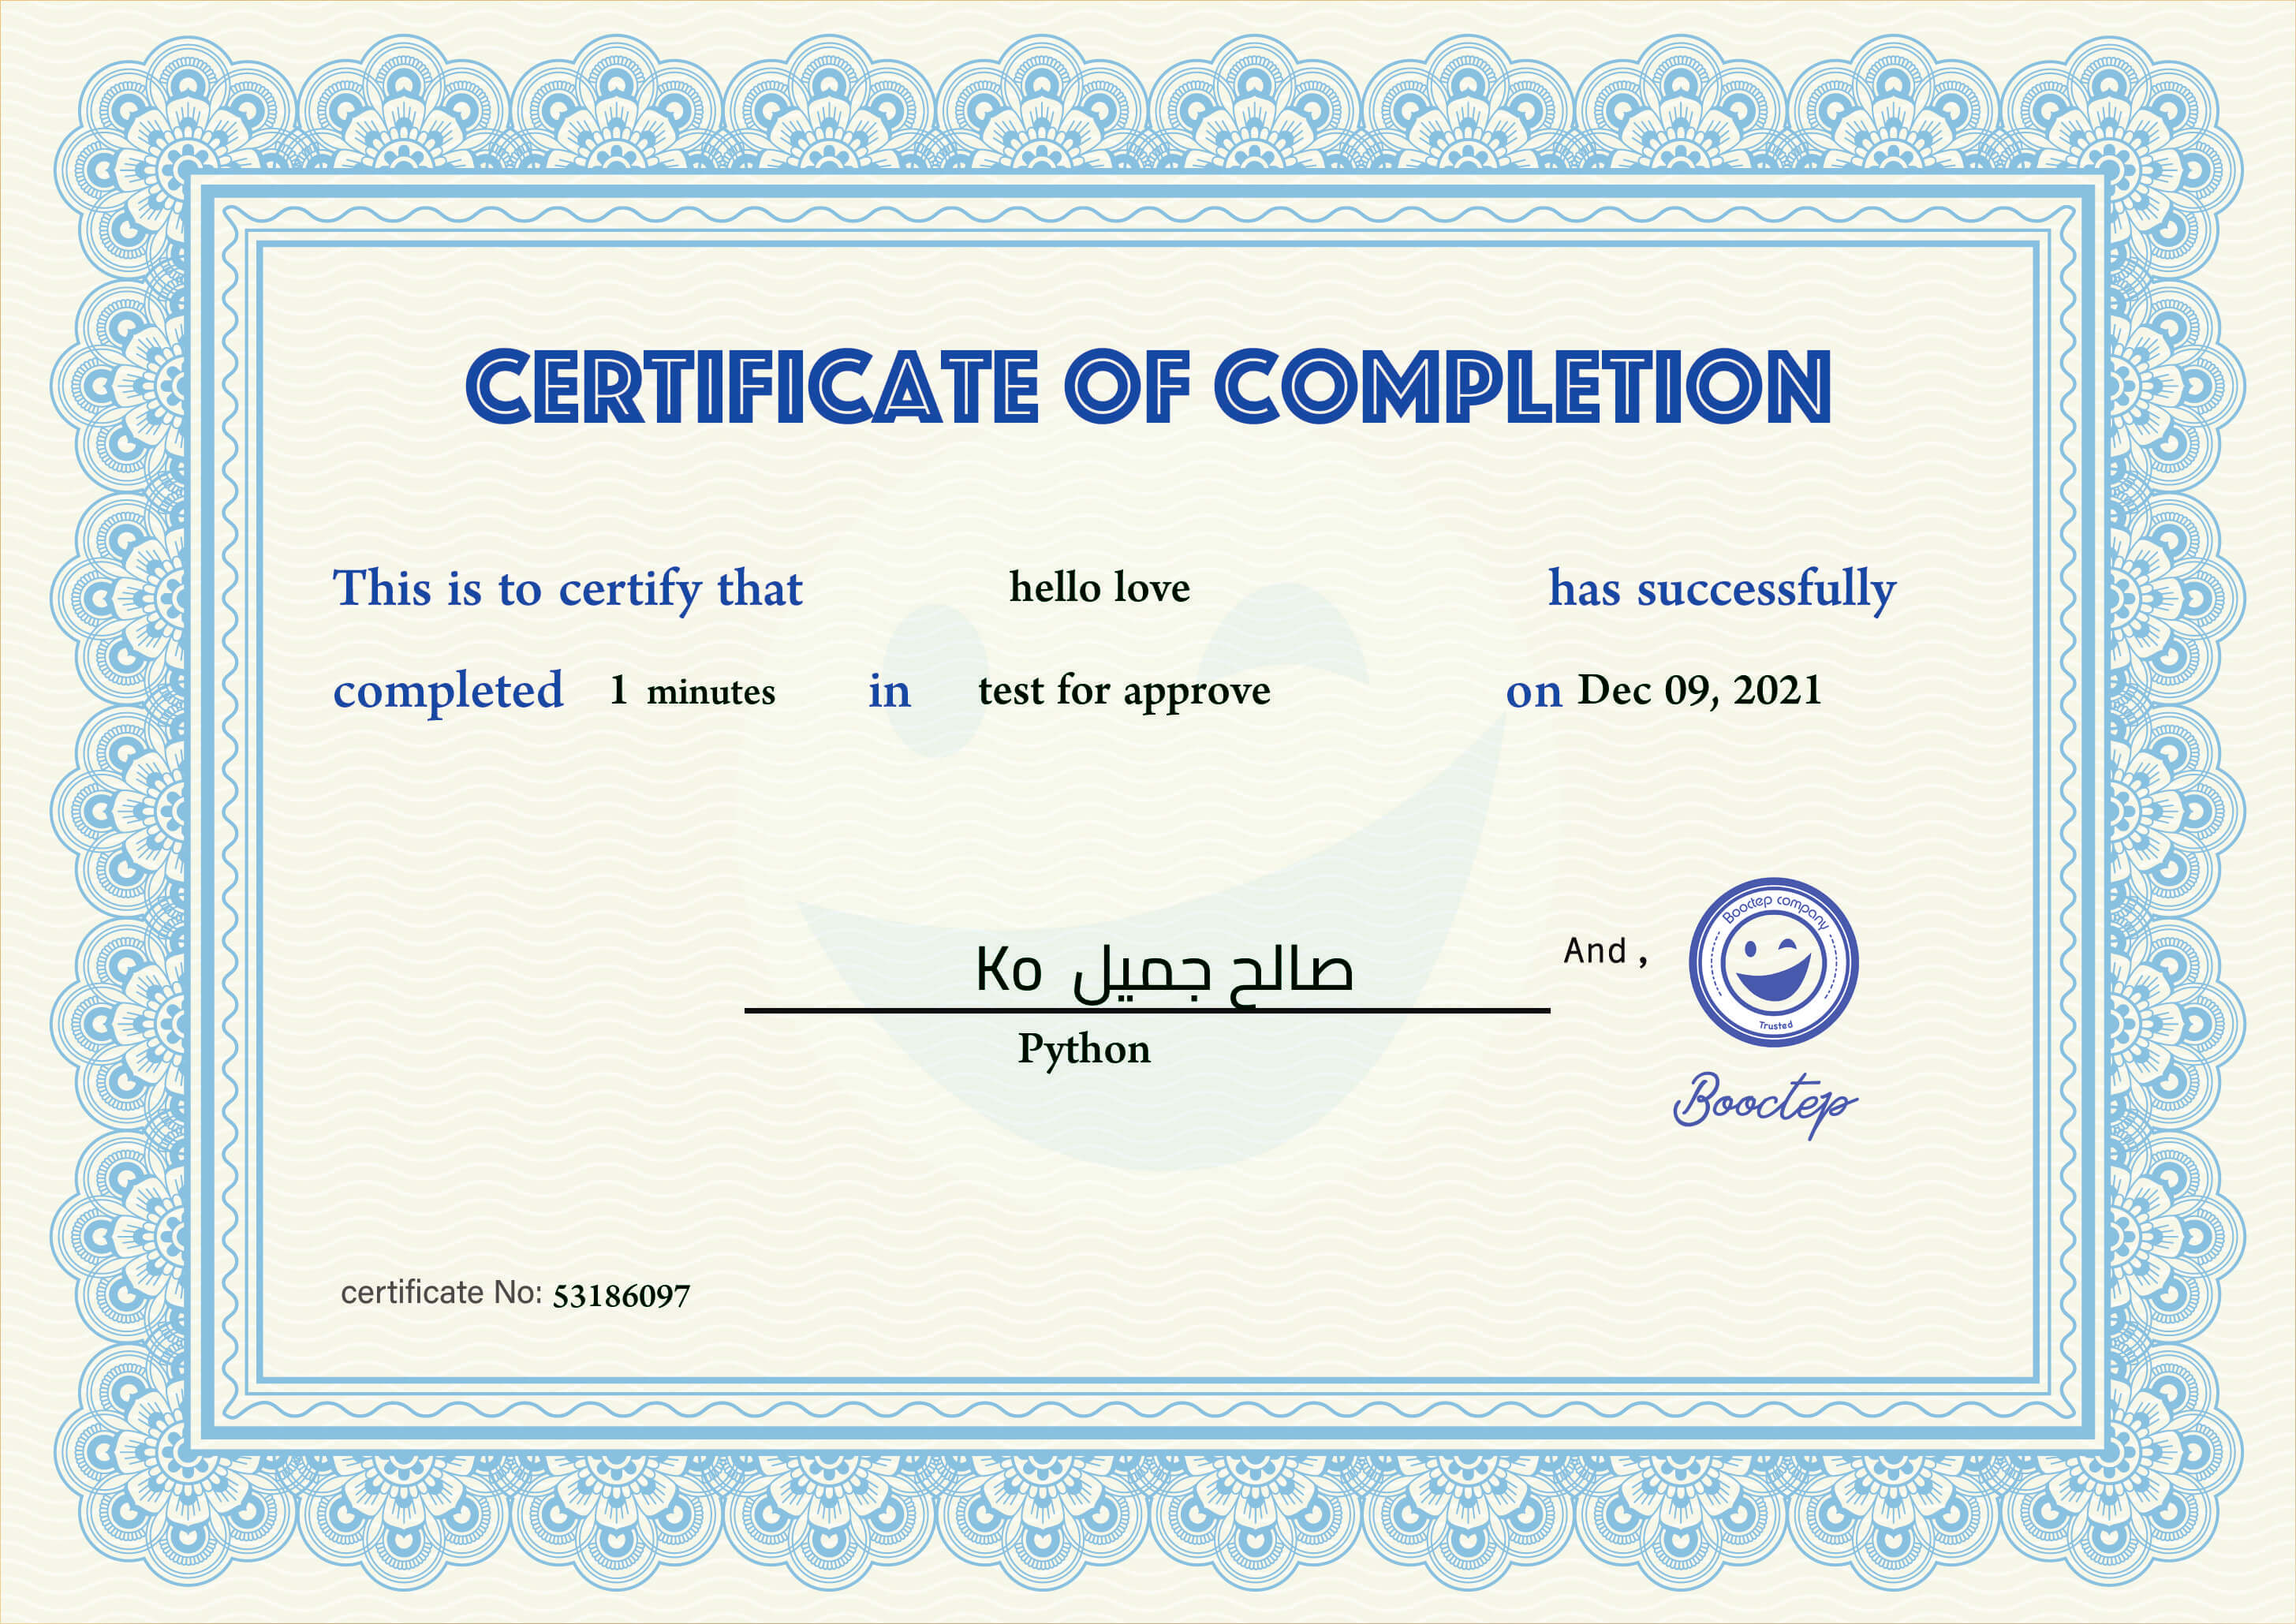 CERTIFICATE OF COMPLETION
This is to certify that hello love has successfully
completed 1 minutes in test for approve on Dec 09, 2021
صالح جميل Ko
And ,
Booctep company
Trusted
Python
Booctep
certificate No: 53186097